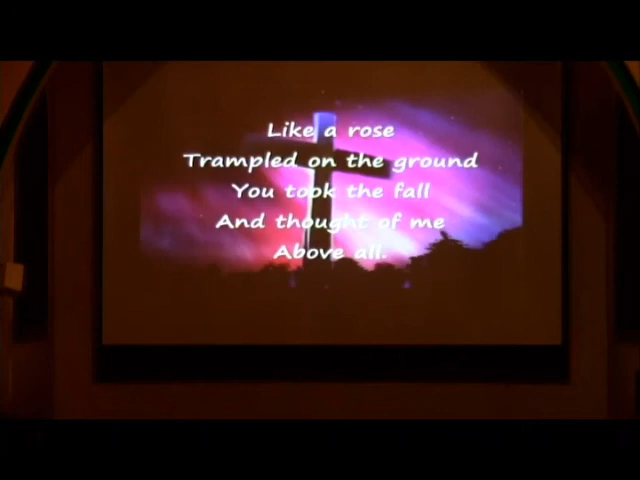 Like a rose
Trampled on the ground
You took the fall
And thought of me
Above all.